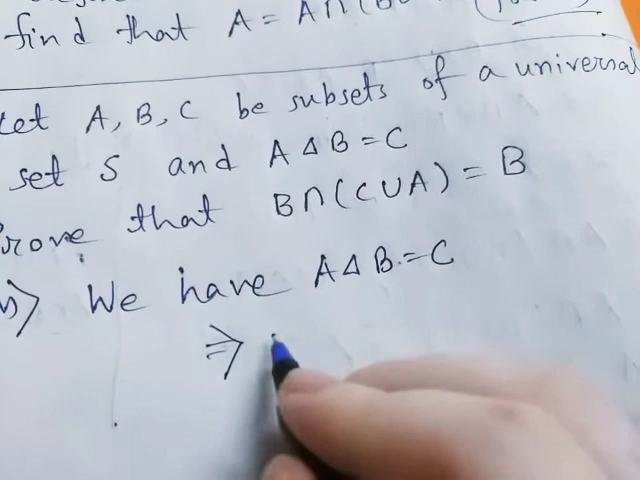 find that A = A∩(B
Let A, B, C be subsets of a universal
set S and A Δ B = C
Prove that B∩(C∪A) = B
We have A Δ B = C
⇒